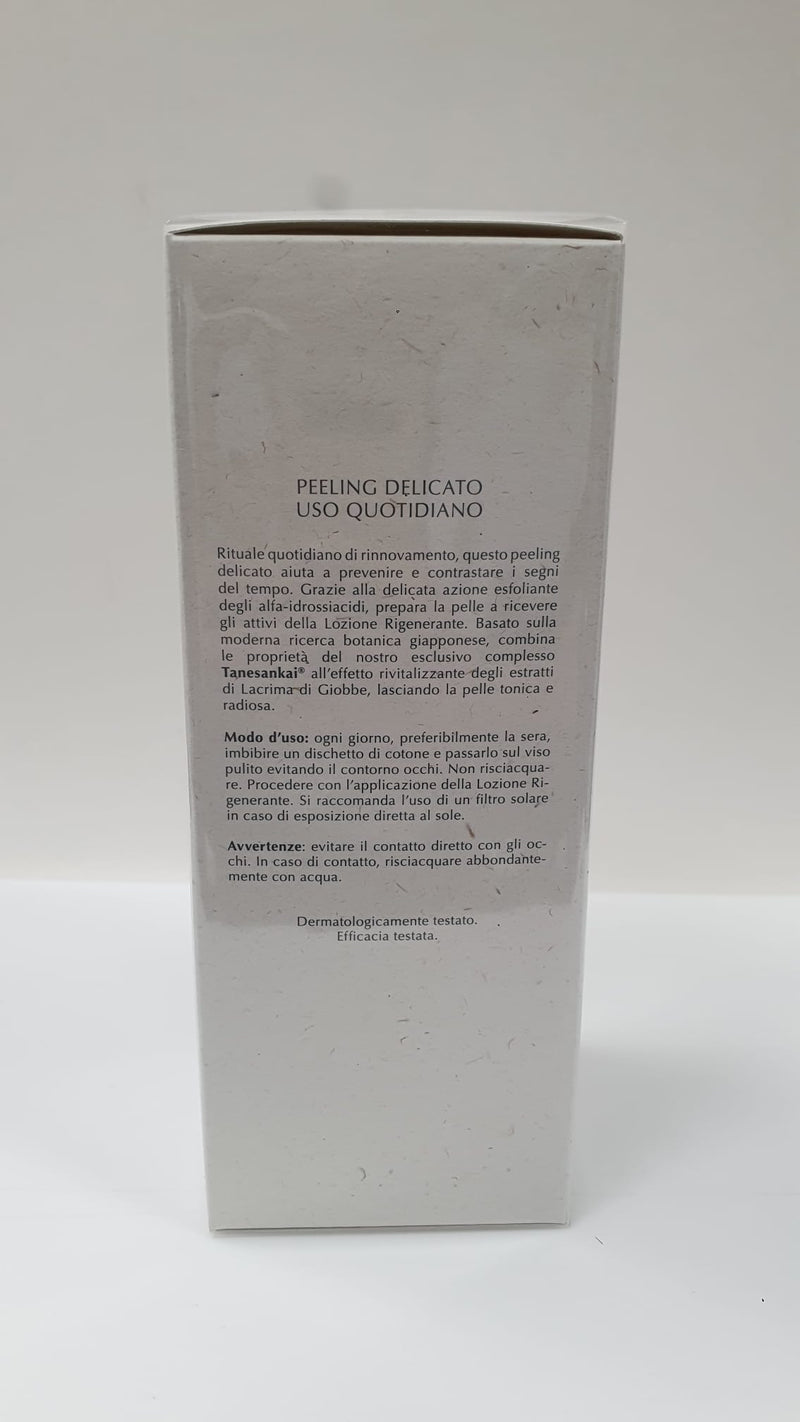 PEELING DELICATO
USO QUOTIDIANO
Rituale quotidiano di rinnovamento, questo peeling
delicato aiuta a prevenire e contrastare i segni
del tempo. Grazie alla delicata azione esfoliante
degli alfa-idrossiacidi, prepara la pelle a ricevere
gli attivi della Lozione Rigenerante. Basato sulla
moderna ricerca botanica giapponese, combina
le proprietà del nostro esclusivo complesso
Tanesankai® all'effetto rivitalizzante degli estratti
di Lacrima di Giobbe, lasciando la pelle tonica e
radiosa.
Modo d'uso: ogni giorno, preferibilmente la sera,
imbibire un dischetto di cotone e passarlo sul viso
pulito evitando il contorno occhi. Non risciacqua-
re. Procedere con l'applicazione della Lozione Ri-
generante. Si raccomanda l'uso di un filtro solare
in caso di esposizione diretta al sole.
Avvertenze: evitare il contatto diretto con gli oc-
chi. In caso di contatto, risciacquare abbondante-
mente con acqua.
Dermatologicamente testato.
Efficacia testata.